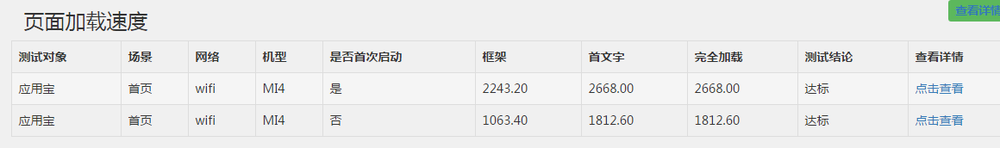 页面加载速度
查看详情
测试对象 场景 网络 机型 是否首次启动 框架 首文字 完全加载 测试结论 查看详情
应用宝 首页 wifi MI4 是 2243.20 2668.00 2668.00 达标 点击查看
应用宝 首页 wifi MI4 否 1063.40 1812.60 1812.60 达标 点击查看